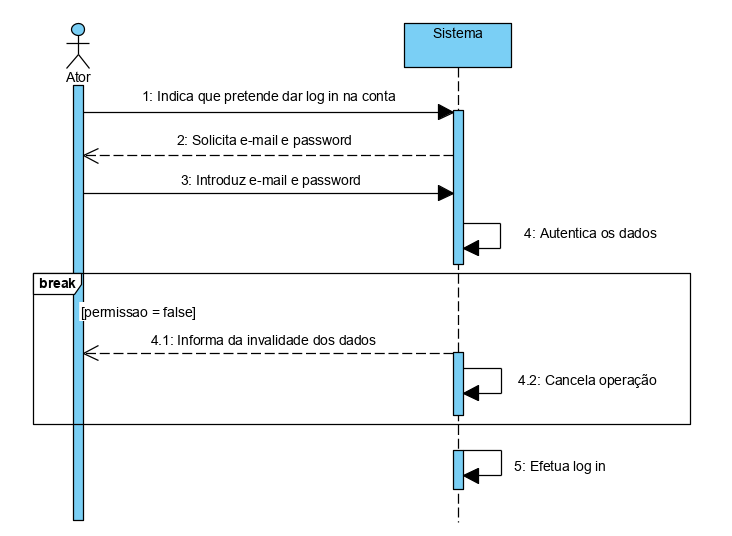 Ator
Sistema
1: Indica que pretende dar log in na conta
2: Solicita e-mail e password
3: Introduz e-mail e password
4: Autentica os dados
break
[permissao = false]
4.1: Informa da invalidade dos dados
4.2: Cancela operação
5: Efetua log in